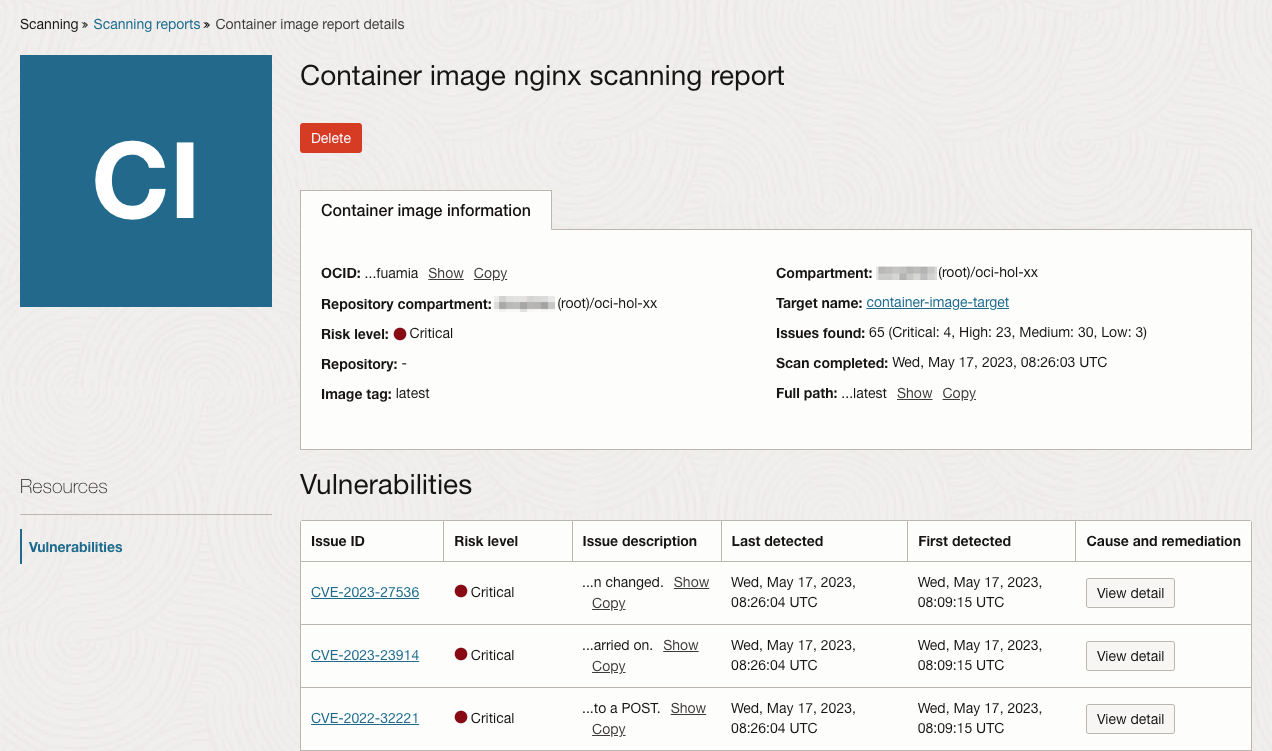 Scanning » Scanning reports » Container image report details
CI
Container image nginx scanning report
Delete
Container image information
OCID: ...fuamia Show Copy
Repository compartment: (root)/oci-hol-xx
Risk level: Critical
Repository: -
Image tag: latest
Compartment: (root)/oci-hol-xx
Target name: container-image-target
Issues found: 65 (Critical: 4, High: 23, Medium: 30, Low: 3)
Scan completed: Wed, May 17, 2023, 08:26:03 UTC
Full path: ...latest Show Copy
Resources
Vulnerabilities
Vulnerabilities
Issue ID Risk level Issue description Last detected First detected Cause and remediation
CVE-2023-27536 Critical ...n changed. Show Wed, May 17, 2023, Wed, May 17, 2023, View detail
Copy 08:26:04 UTC 08:09:15 UTC
CVE-2023-23914 Critical ...arried on. Show Wed, May 17, 2023, Wed, May 17, 2023, View detail
Copy 08:26:04 UTC 08:09:15 UTC
CVE-2022-32221 Critical ...to a POST. Show Wed, May 17, 2023, Wed, May 17, 2023, View detail
Copy 08:26:04 UTC 08:09:15 UTC